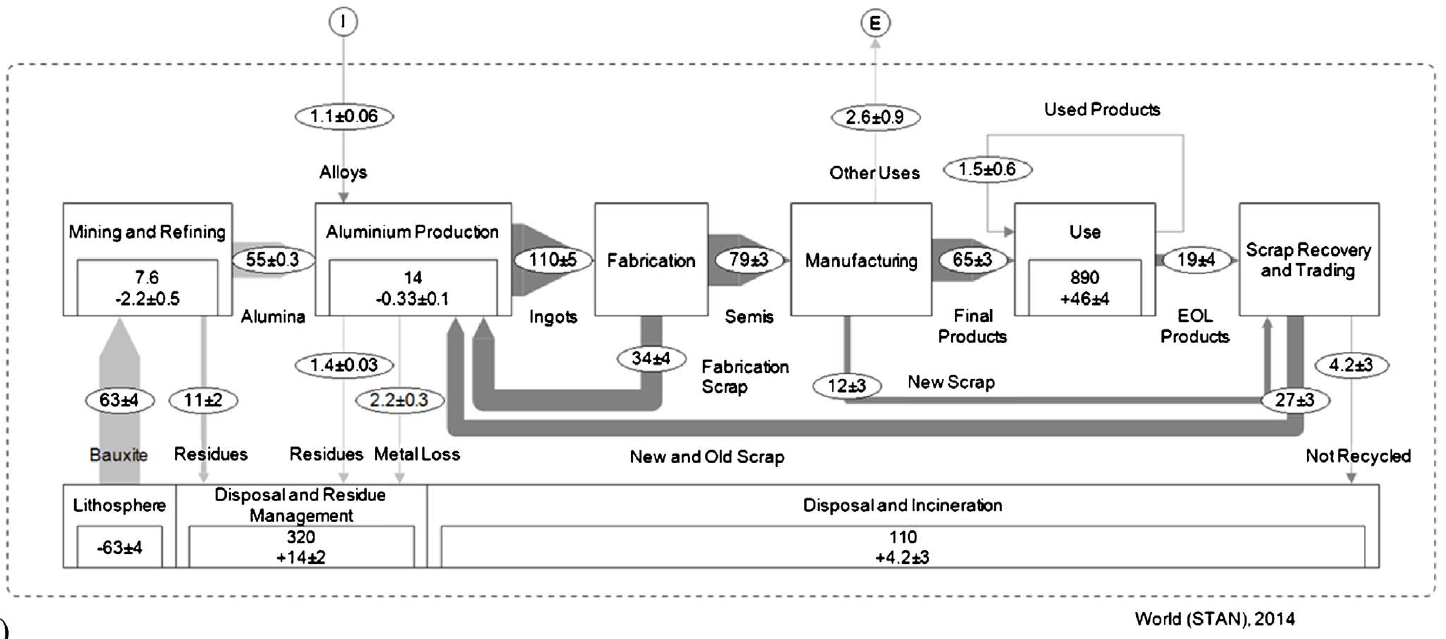 I
E
1.1±0.06
2.6±0.9
Used Products
Alloys
Other Uses
1.5±0.6
Mining and Refining
7.6
-2.2±0.5
55±0.3
Alumina
Aluminium Production
14
-0.33±0.1
110±5
Ingots
Fabrication
79±3
Semis
Manufacturing
65±3
Final
Products
Use
890
+46±4
19±4
EOL
Products
Scrap Recovery
and Trading
1.4±0.03
34±4
Fabrication
Scrap
12±3
New Scrap
4.2±3
63±4
11±2
2.2±0.3
27±3
Bauxite
Residues
Residues
Metal Loss
New and Old Scrap
Not Recycled
Lithosphere
-63±4
Disposal and Residue
Management
320
+14±2
Disposal and Incineration
110
+4.2±3
World (STAN), 2014
)